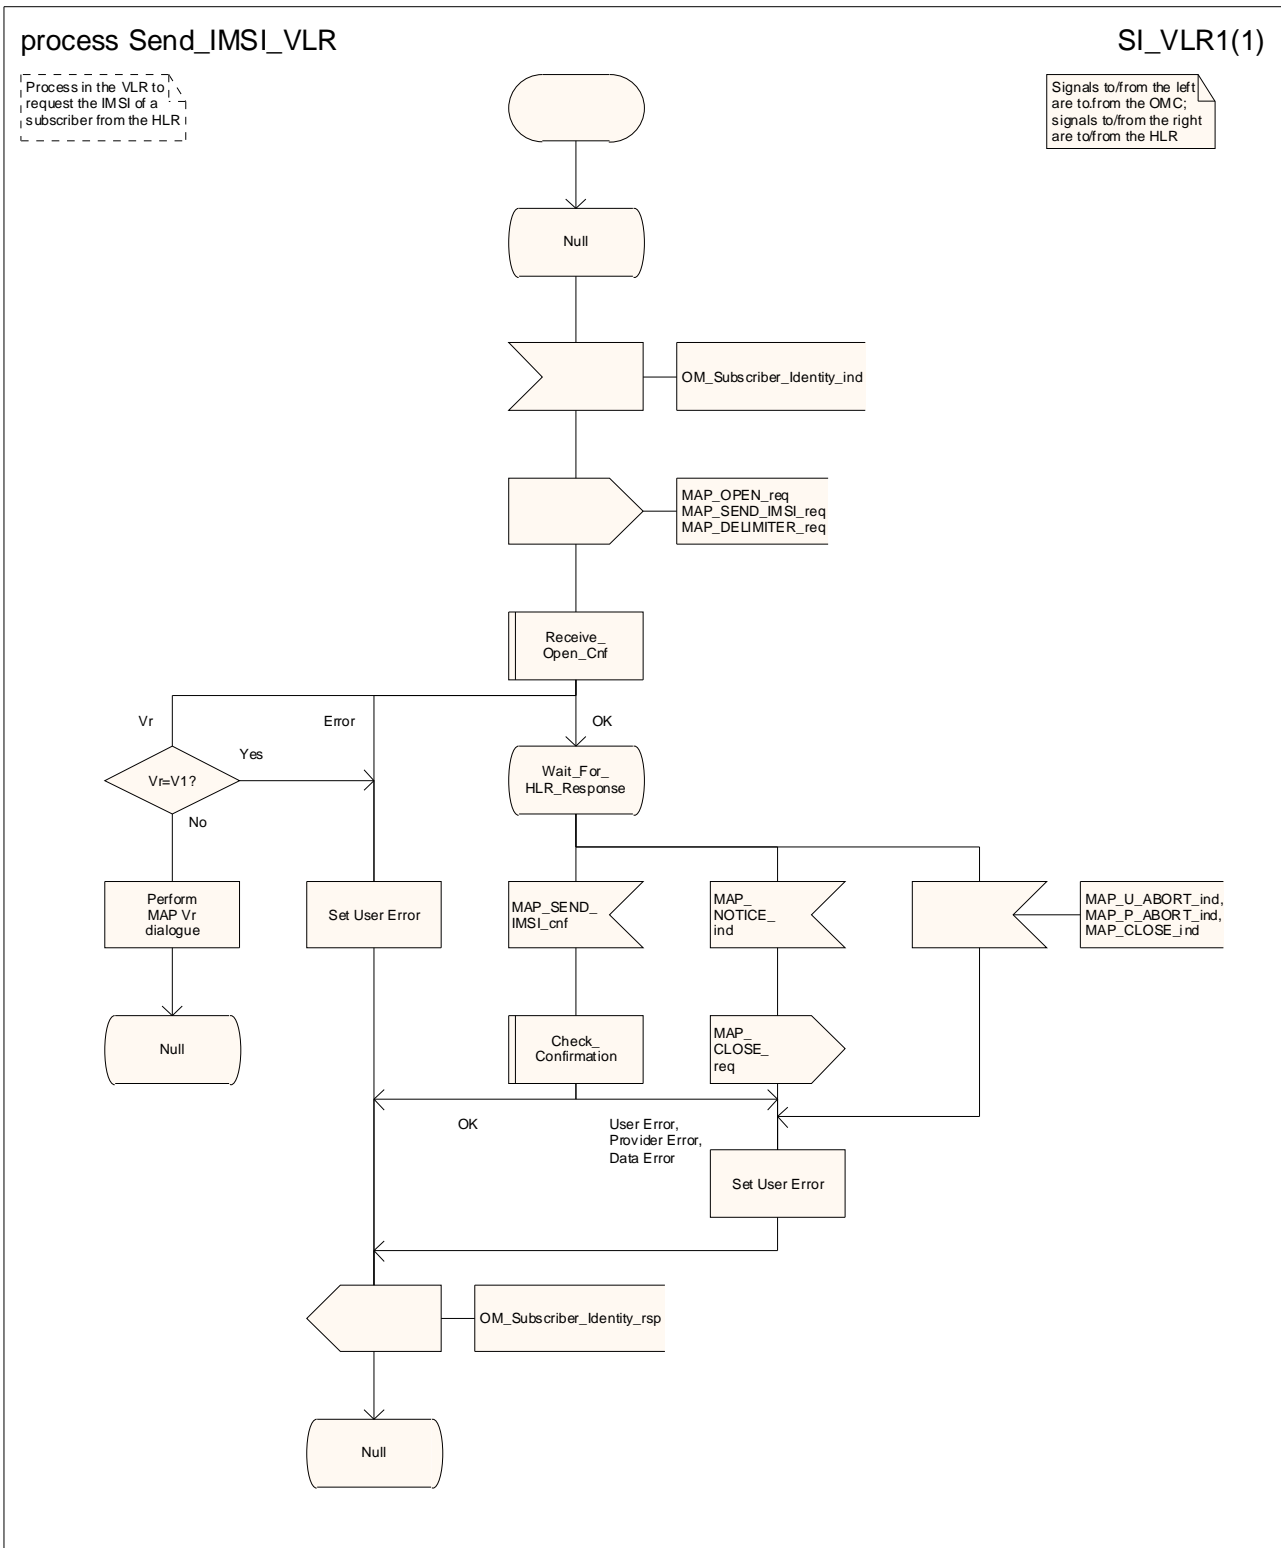 process Send_IMSI_VLR
SI_VLR1(1)
Process in the VLR to
request the IMSI of a
subscriber from the HLR
Signals to/from the left
are to.from the OMC;
signals to/from the right
are to/from the HLR
Null
OM_Subscriber_Identity_ind
MAP_OPEN_req
MAP_SEND_IMSI_req
MAP_DELIMITER_req
Receive_
Open_Cnf
Vr
Error
OK
Yes
Vr=V1?
Wait_For_
HLR_Response
No
Perform
MAP Vr
dialogue
Set User Error
MAP_SEND_
IMSI_cnf
MAP_
NOTICE_
ind
MAP_U_ABORT_ind,
MAP_P_ABORT_ind,
MAP_CLOSE_ind
Null
Check_
Confirmation
MAP_
CLOSE_
req
OK
User Error,
Provider Error,
Data Error
Set User Error
OM_Subscriber_Identity_rsp
Null